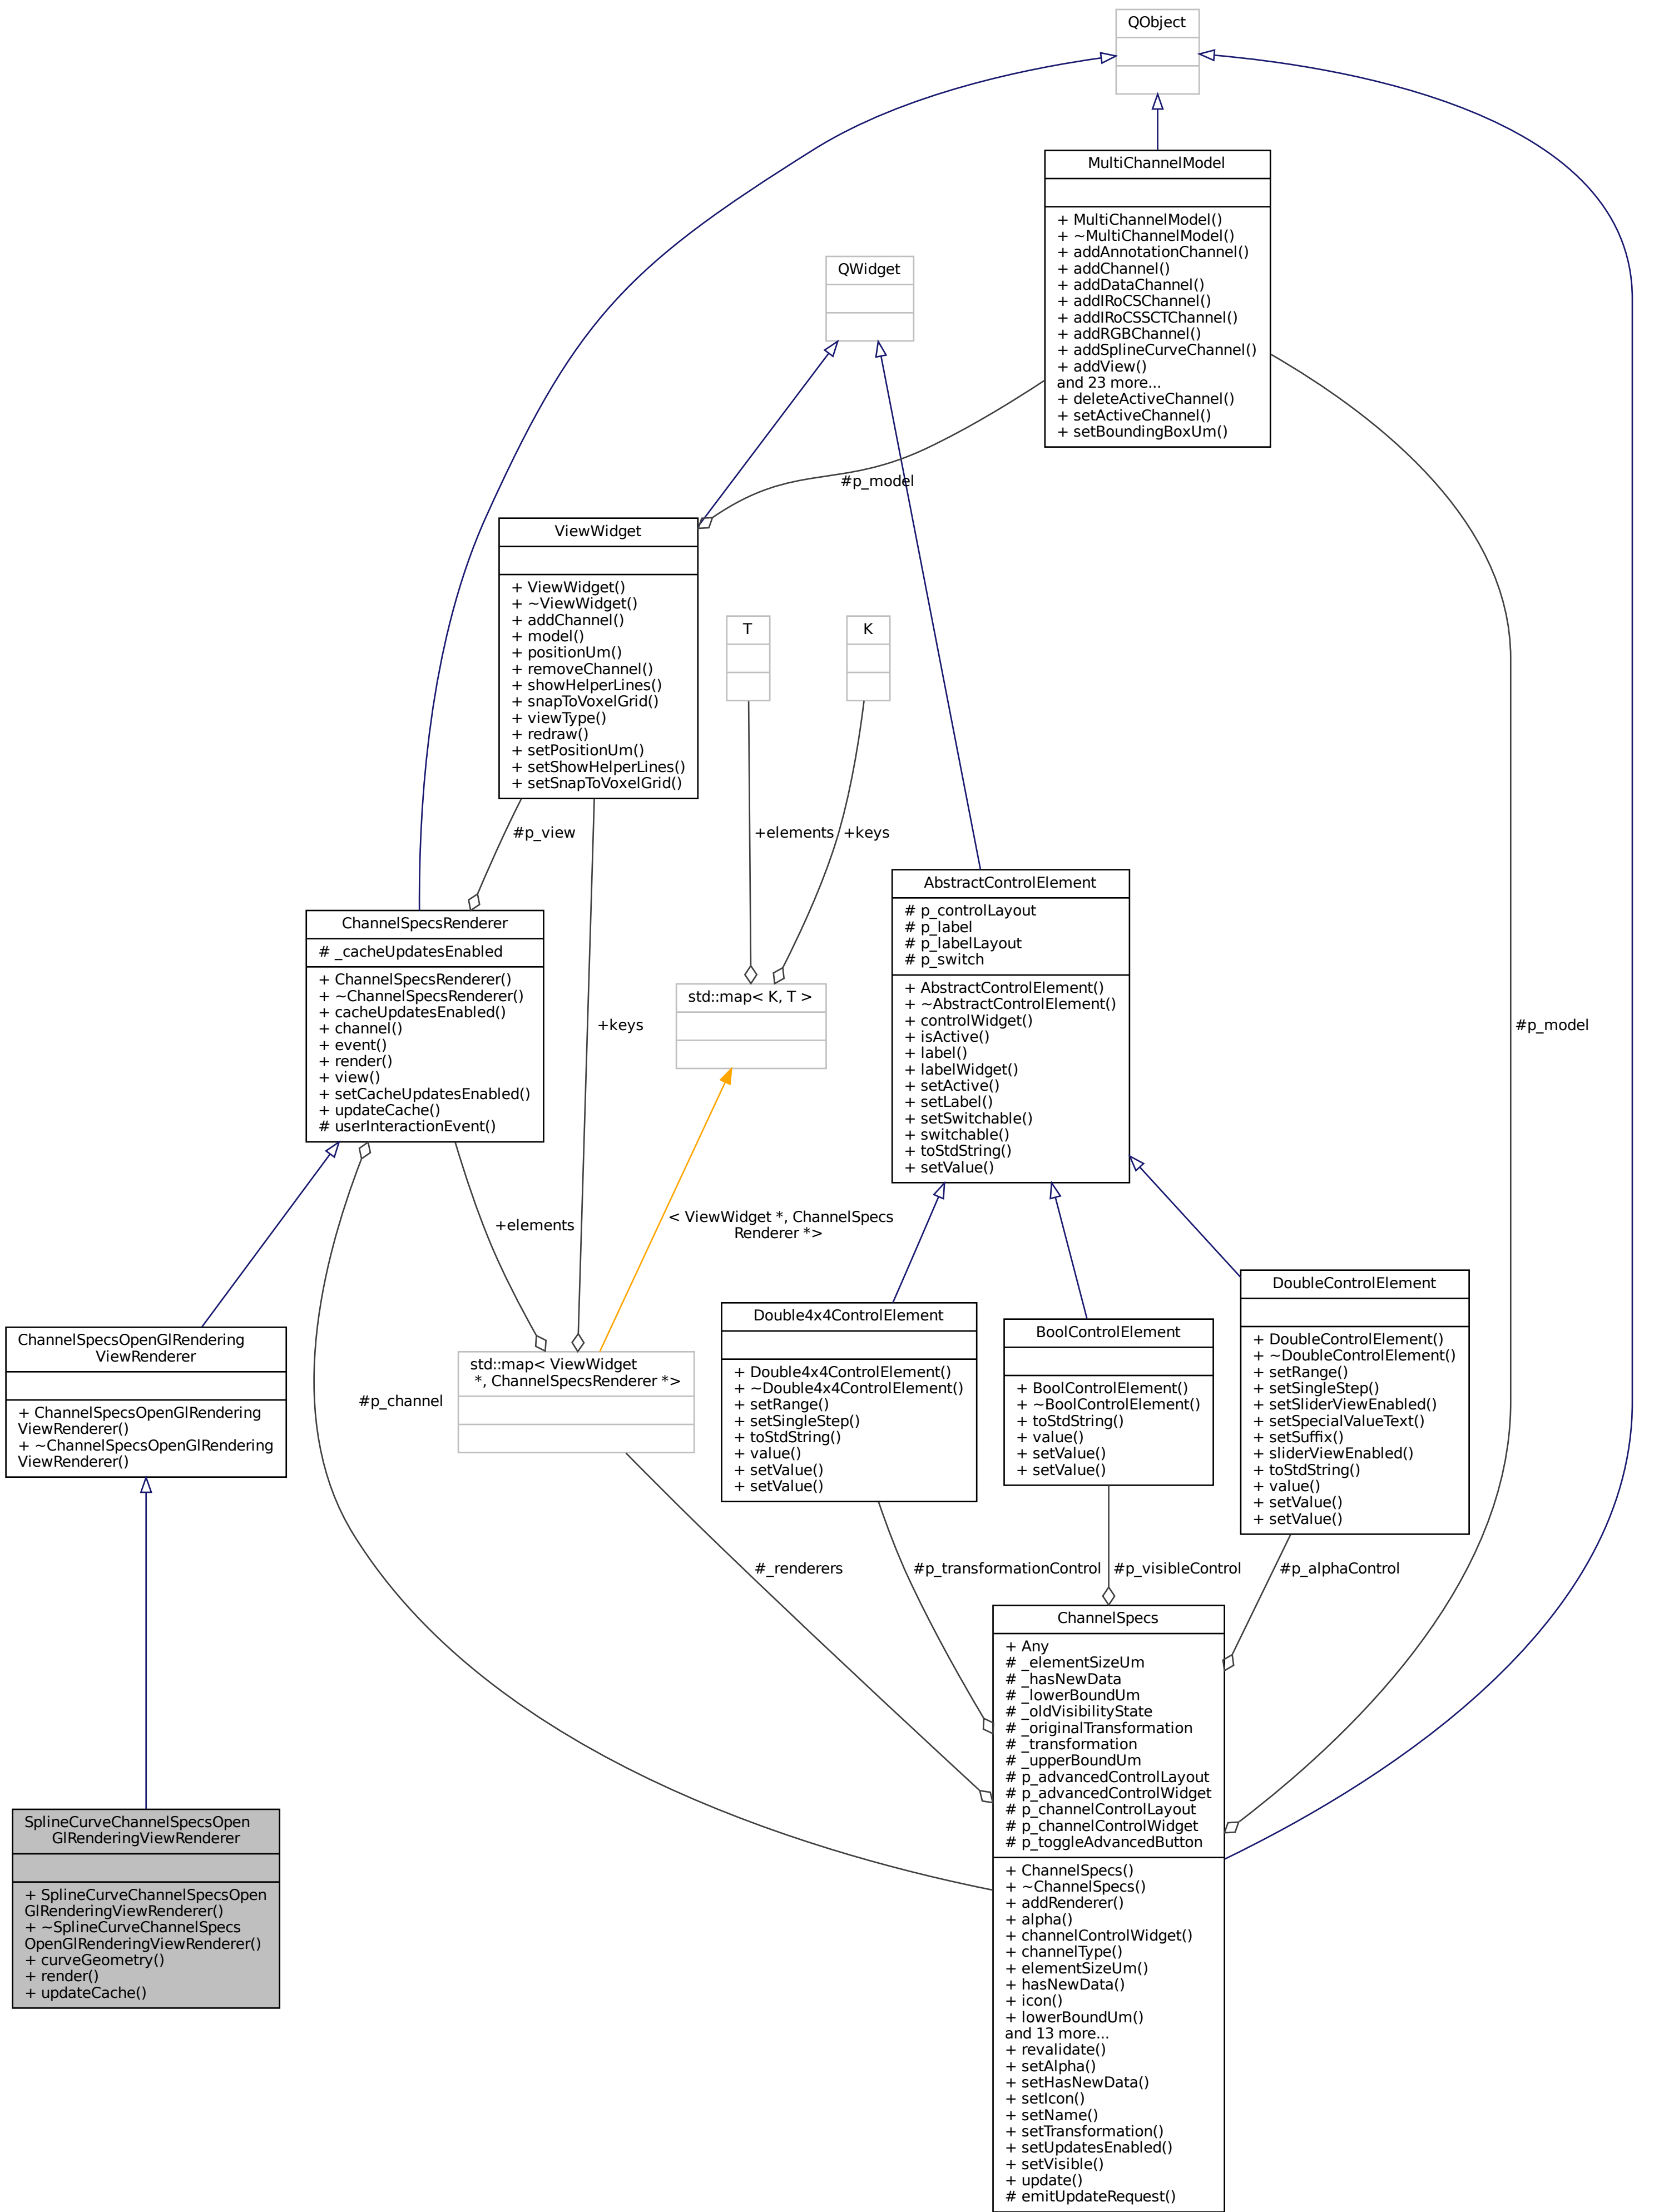 QObject
MultiChannelModel
+ MultiChannelModel()
+ ~MultiChannelModel()
+ addAnnotationChannel()
+ addChannel()
+ addDataChannel()
+ addIRoCSChannel()
+ addIRoCSSCTChannel()
+ addRGBChannel()
+ addSplineCurveChannel()
+ addView()
and 23 more...
+ deleteActiveChannel()
+ setActiveChannel()
+ setBoundingBoxUm()
QWidget
#p_model
ViewWidget
+ ViewWidget()
+ ~ViewWidget()
+ addChannel()
+ model()
+ positionUm()
+ removeChannel()
+ showHelperLines()
+ snapToVoxelGrid()
+ viewType()
+ redraw()
+ setPositionUm()
+ setShowHelperLines()
+ setSnapToVoxelGrid()
T
K
#p_view
+elements
+keys
AbstractControlElement
# p_controlLayout
# p_label
# p_labelLayout
# p_switch
+ AbstractControlElement()
+ ~AbstractControlElement()
+ controlWidget()
+ isActive()
+ label()
+ labelWidget()
+ setActive()
+ setLabel()
+ setSwitchable()
+ switchable()
+ toStdString()
+ setValue()
ChannelSpecsRenderer
# _cacheUpdatesEnabled
+ ChannelSpecsRenderer()
+ ~ChannelSpecsRenderer()
+ cacheUpdatesEnabled()
+ channel()
+ event()
+ render()
+ view()
+ setCacheUpdatesEnabled()
+ updateCache()
# userInteractionEvent()
+keys
std::map< K, T >
#p_model
+elements
< ViewWidget *, ChannelSpecs
Renderer *>
ChannelSpecsOpenGlRendering
ViewRenderer
+ ChannelSpecsOpenGlRendering
ViewRenderer()
+ ~ChannelSpecsOpenGlRendering
ViewRenderer()
#p_channel
std::map< ViewWidget
*, ChannelSpecsRenderer *>
Double4x4ControlElement
+ Double4x4ControlElement()
+ ~Double4x4ControlElement()
+ setRange()
+ setSingleStep()
+ toStdString()
+ value()
+ setValue()
+ setValue()
BoolControlElement
+ BoolControlElement()
+ ~BoolControlElement()
+ toStdString()
+ value()
+ setValue()
+ setValue()
DoubleControlElement
+ DoubleControlElement()
+ ~DoubleControlElement()
+ setRange()
+ setSingleStep()
+ setSliderViewEnabled()
+ setSpecialValueText()
+ setSuffix()
+ sliderViewEnabled()
+ toStdString()
+ value()
+ setValue()
+ setValue()
#_renderers
#p_transformationControl
#p_visibleControl
#p_alphaControl
ChannelSpecs
+ Any
# _elementSizeUm
# _hasNewData
# _lowerBoundUm
# _oldVisibilityState
# _originalTransformation
# _transformation
# _upperBoundUm
# p_advancedControlLayout
# p_advancedControlWidget
# p_channelControlLayout
# p_channelControlWidget
# p_toggleAdvancedButton
+ ChannelSpecs()
+ ~ChannelSpecs()
+ addRenderer()
+ alpha()
+ channelControlWidget()
+ channelType()
+ elementSizeUm()
+ hasNewData()
+ icon()
+ lowerBoundUm()
and 13 more...
+ revalidate()
+ setAlpha()
+ setHasNewData()
+ setIcon()
+ setName()
+ setTransformation()
+ setUpdatesEnabled()
+ setVisible()
+ update()
# emitUpdateRequest()
SplineCurveChannelSpecsOpen
GlRenderingViewRenderer
+ SplineCurveChannelSpecsOpen
GlRenderingViewRenderer()
+ ~SplineCurveChannelSpecs
OpenGlRenderingViewRenderer()
+ curveGeometry()
+ render()
+ updateCache()